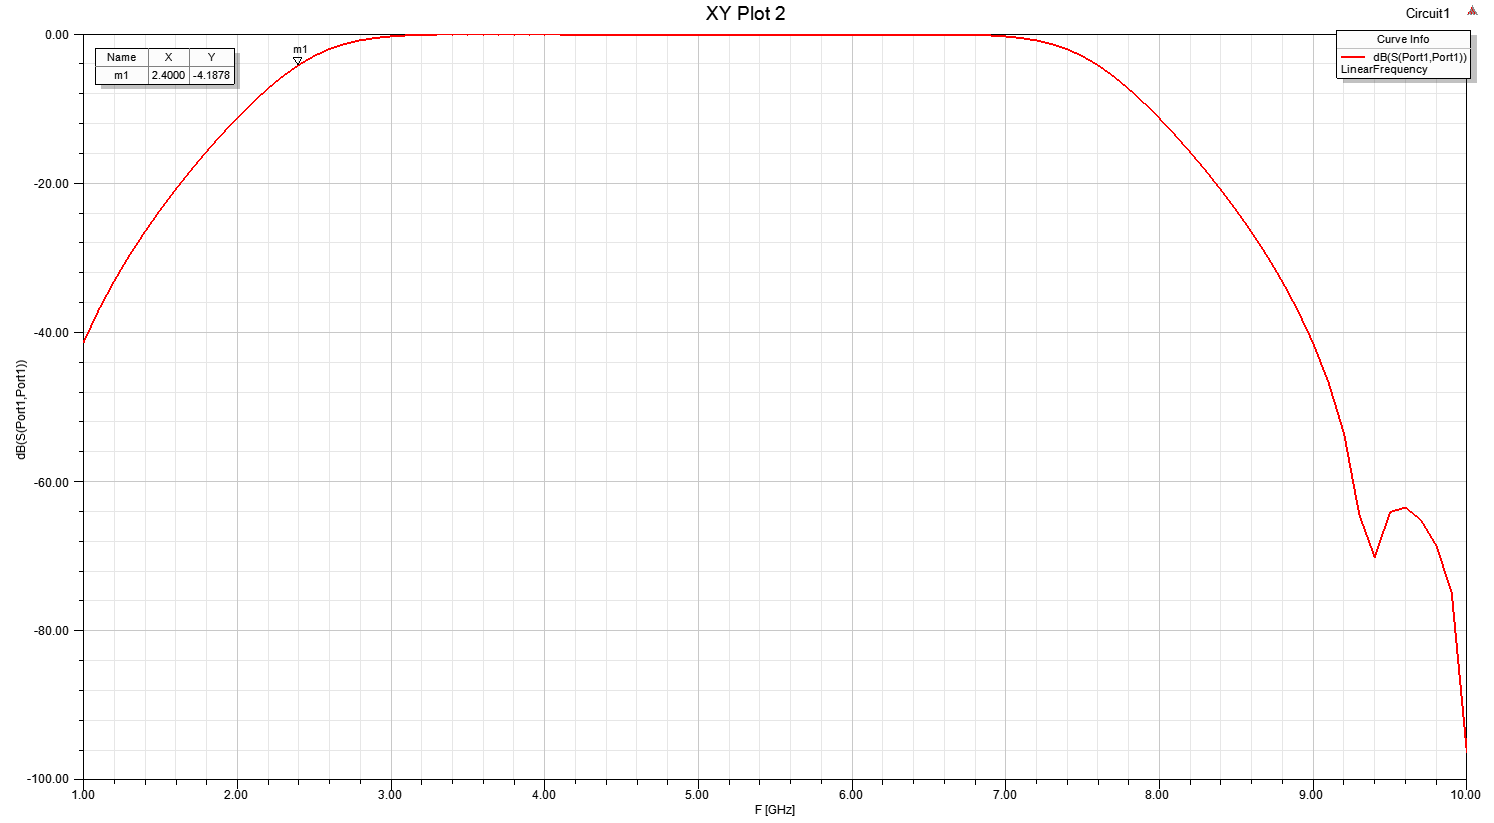 XY Plot 2
Circuit1
Curve Info
dB(S(Port1,Port1))
LinearFrequency
Name X Y
m1 2.4000 -4.1878
m1
0.00
-20.00
-40.00
-60.00
-80.00
-100.00
dB(S(Port1,Port1))
1.00 2.00 3.00 4.00 5.00 6.00 7.00 8.00 9.00 10.00
F [GHz]